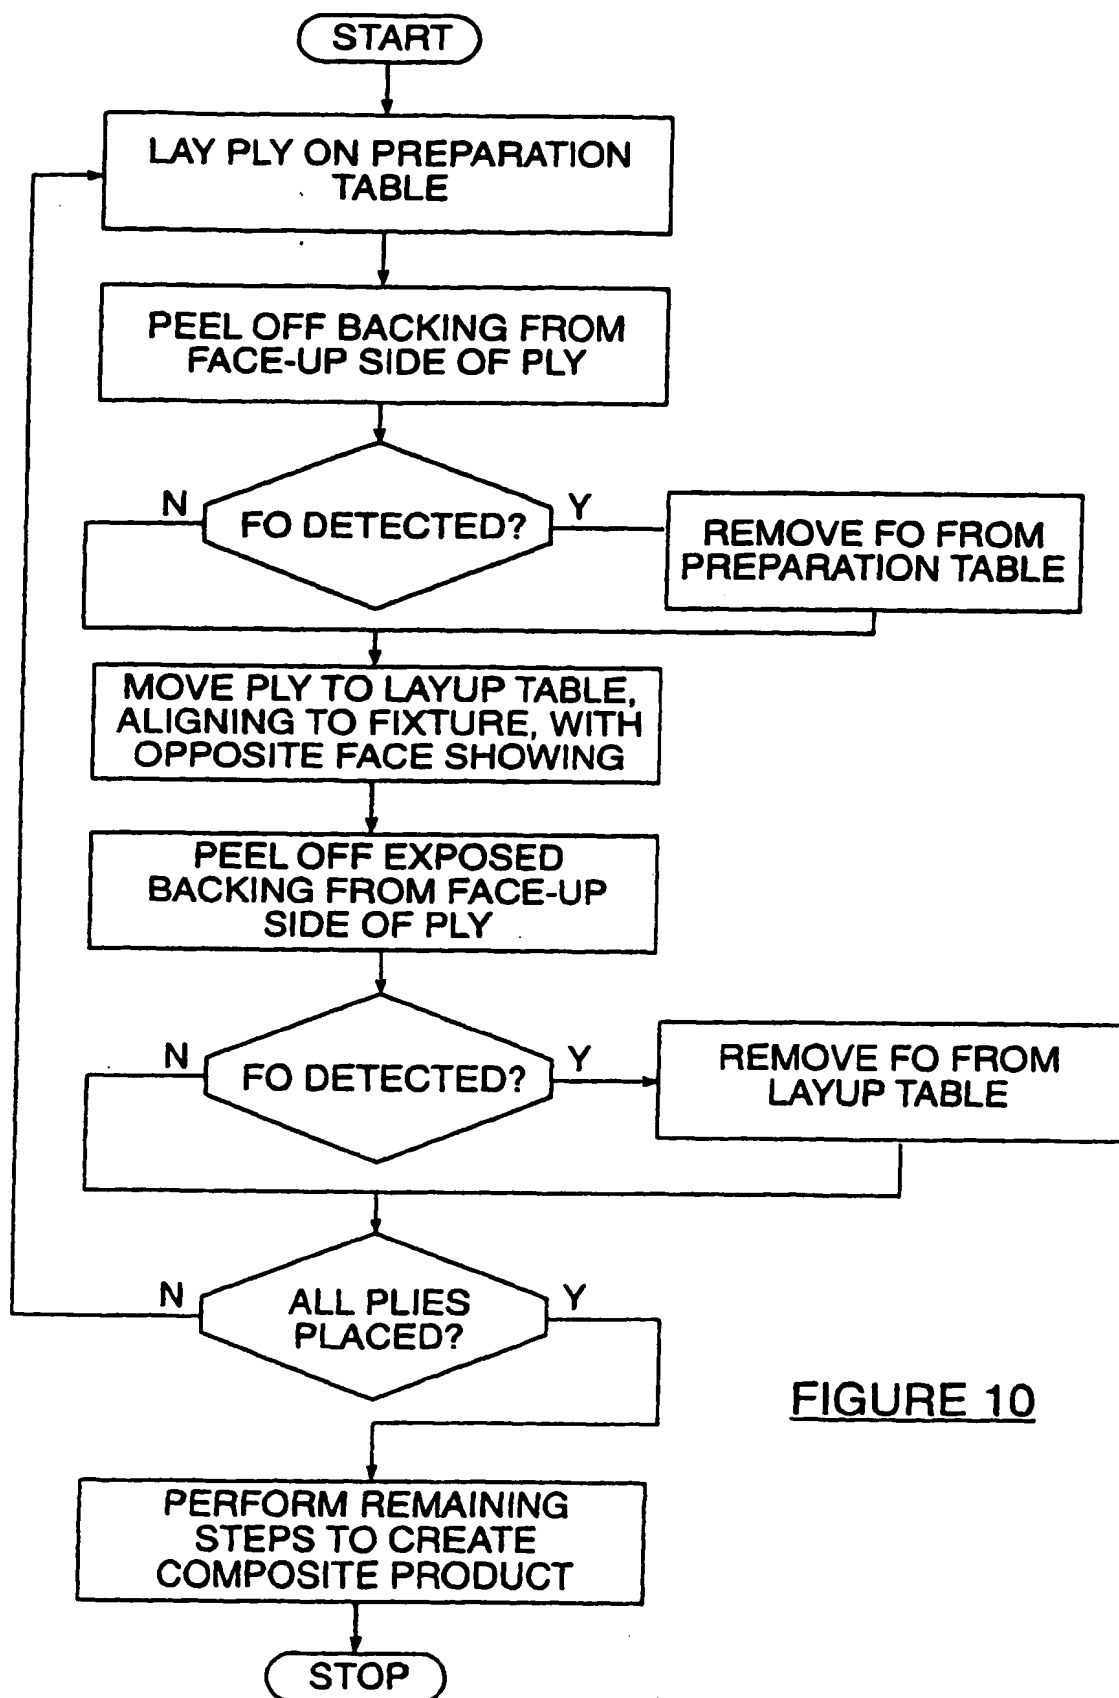 START
LAY PLY ON PREPARATION
TABLE
PEEL OFF BACKING FROM
FACE-UP SIDE OF PLY
N
FO DETECTED?
Y
REMOVE FO FROM
PREPARATION TABLE
MOVE PLY TO LAYUP TABLE,
ALIGNING TO FIXTURE, WITH
OPPOSITE FACE SHOWING
PEEL OFF EXPOSED
BACKING FROM FACE-UP
SIDE OF PLY
N
FO DETECTED?
Y
REMOVE FO FROM
LAYUP TABLE
N
ALL PLIES
PLACED?
Y
FIGURE 10
PERFORM REMAINING
STEPS TO CREATE
COMPOSITE PRODUCT
STOP